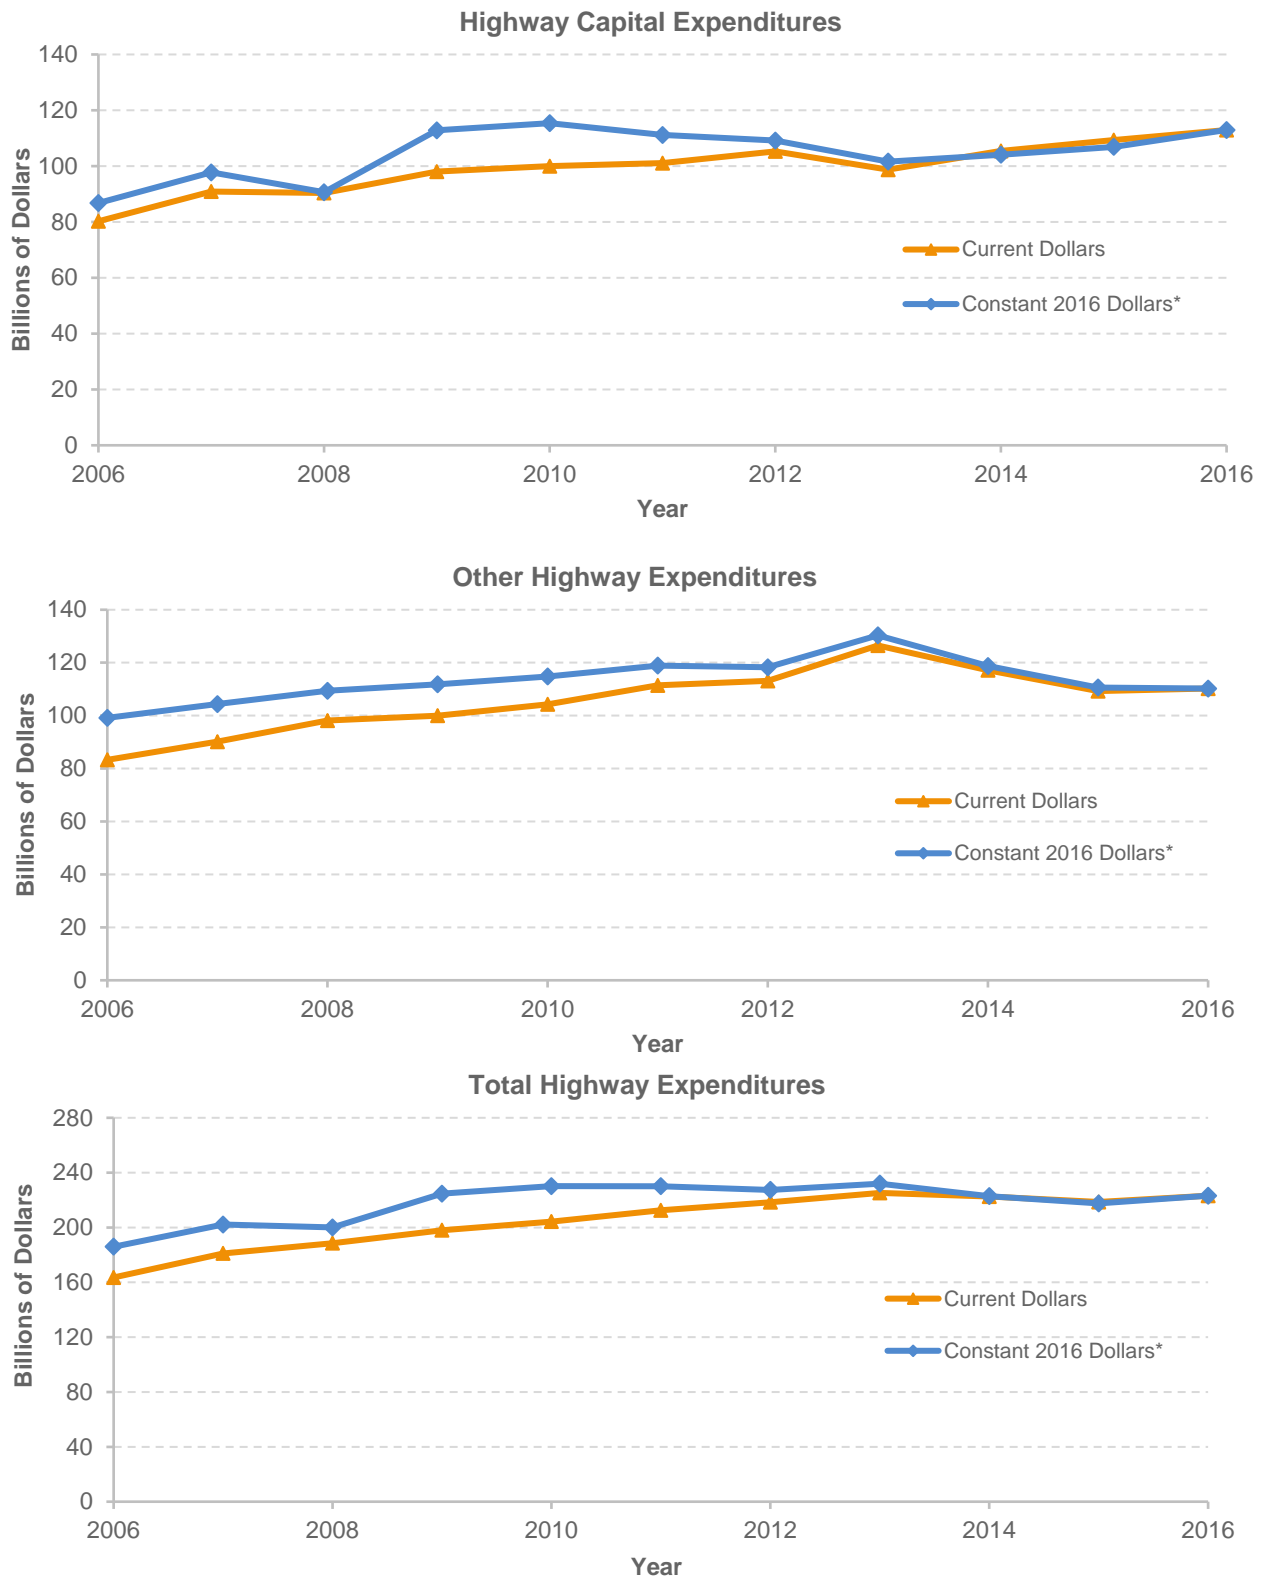 Highway Capital Expenditures
140
120
100
80
60
40
20
0
Billions of Dollars
Current Dollars
Constant 2016 Dollars*
2006
2008
2010
2012
2014
2016
Year
Other Highway Expenditures
140
120
100
80
60
40
20
0
Billions of Dollars
Current Dollars
Constant 2016 Dollars*
2006
2008
2010
2012
2014
2016
Year
Total Highway Expenditures
280
240
200
160
120
80
40
0
Billions of Dollars
Current Dollars
Constant 2016 Dollars*
2006
2008
2010
2012
2014
2016
Year